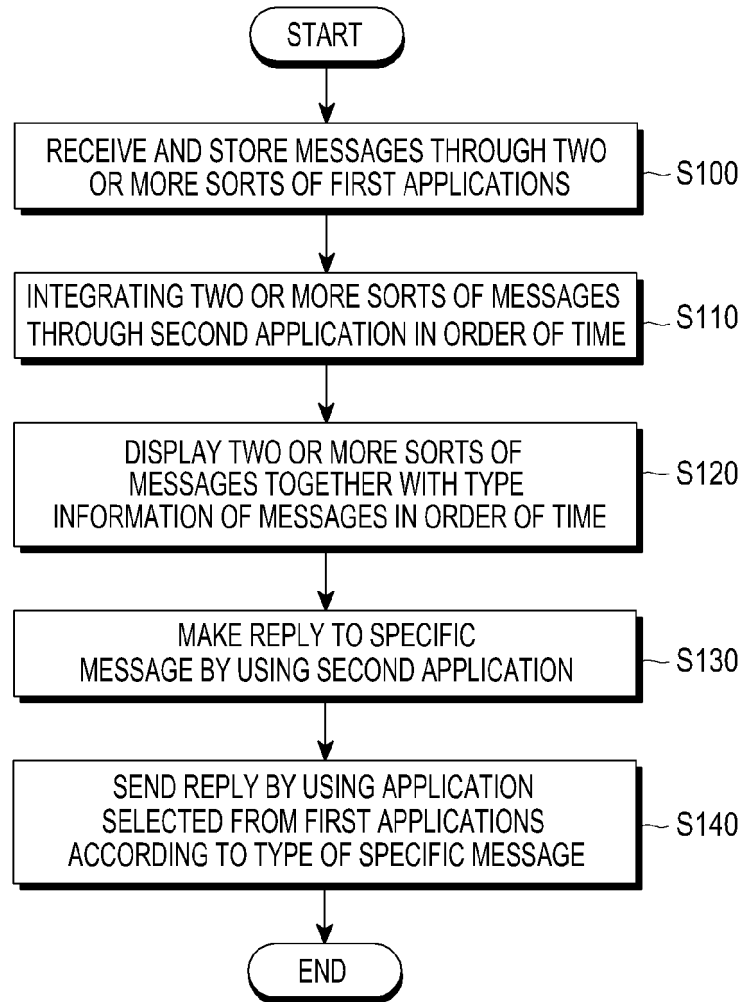 START
RECEIVE AND STORE MESSAGES THROUGH TWO
OR MORE SORTS OF FIRST APPLICATIONS
S100
INTEGRATING TWO OR MORE SORTS OF MESSAGES
THROUGH SECOND APPLICATION IN ORDER OF TIME
S110
DISPLAY TWO OR MORE SORTS OF
MESSAGES TOGETHER WITH TYPE
INFORMATION OF MESSAGES IN ORDER OF TIME
S120
MAKE REPLY TO SPECIFIC
MESSAGE BY USING SECOND APPLICATION
S130
SEND REPLY BY USING APPLICATION
SELECTED FROM FIRST APPLICATIONS
ACCORDING TO TYPE OF SPECIFIC MESSAGE
S140
END